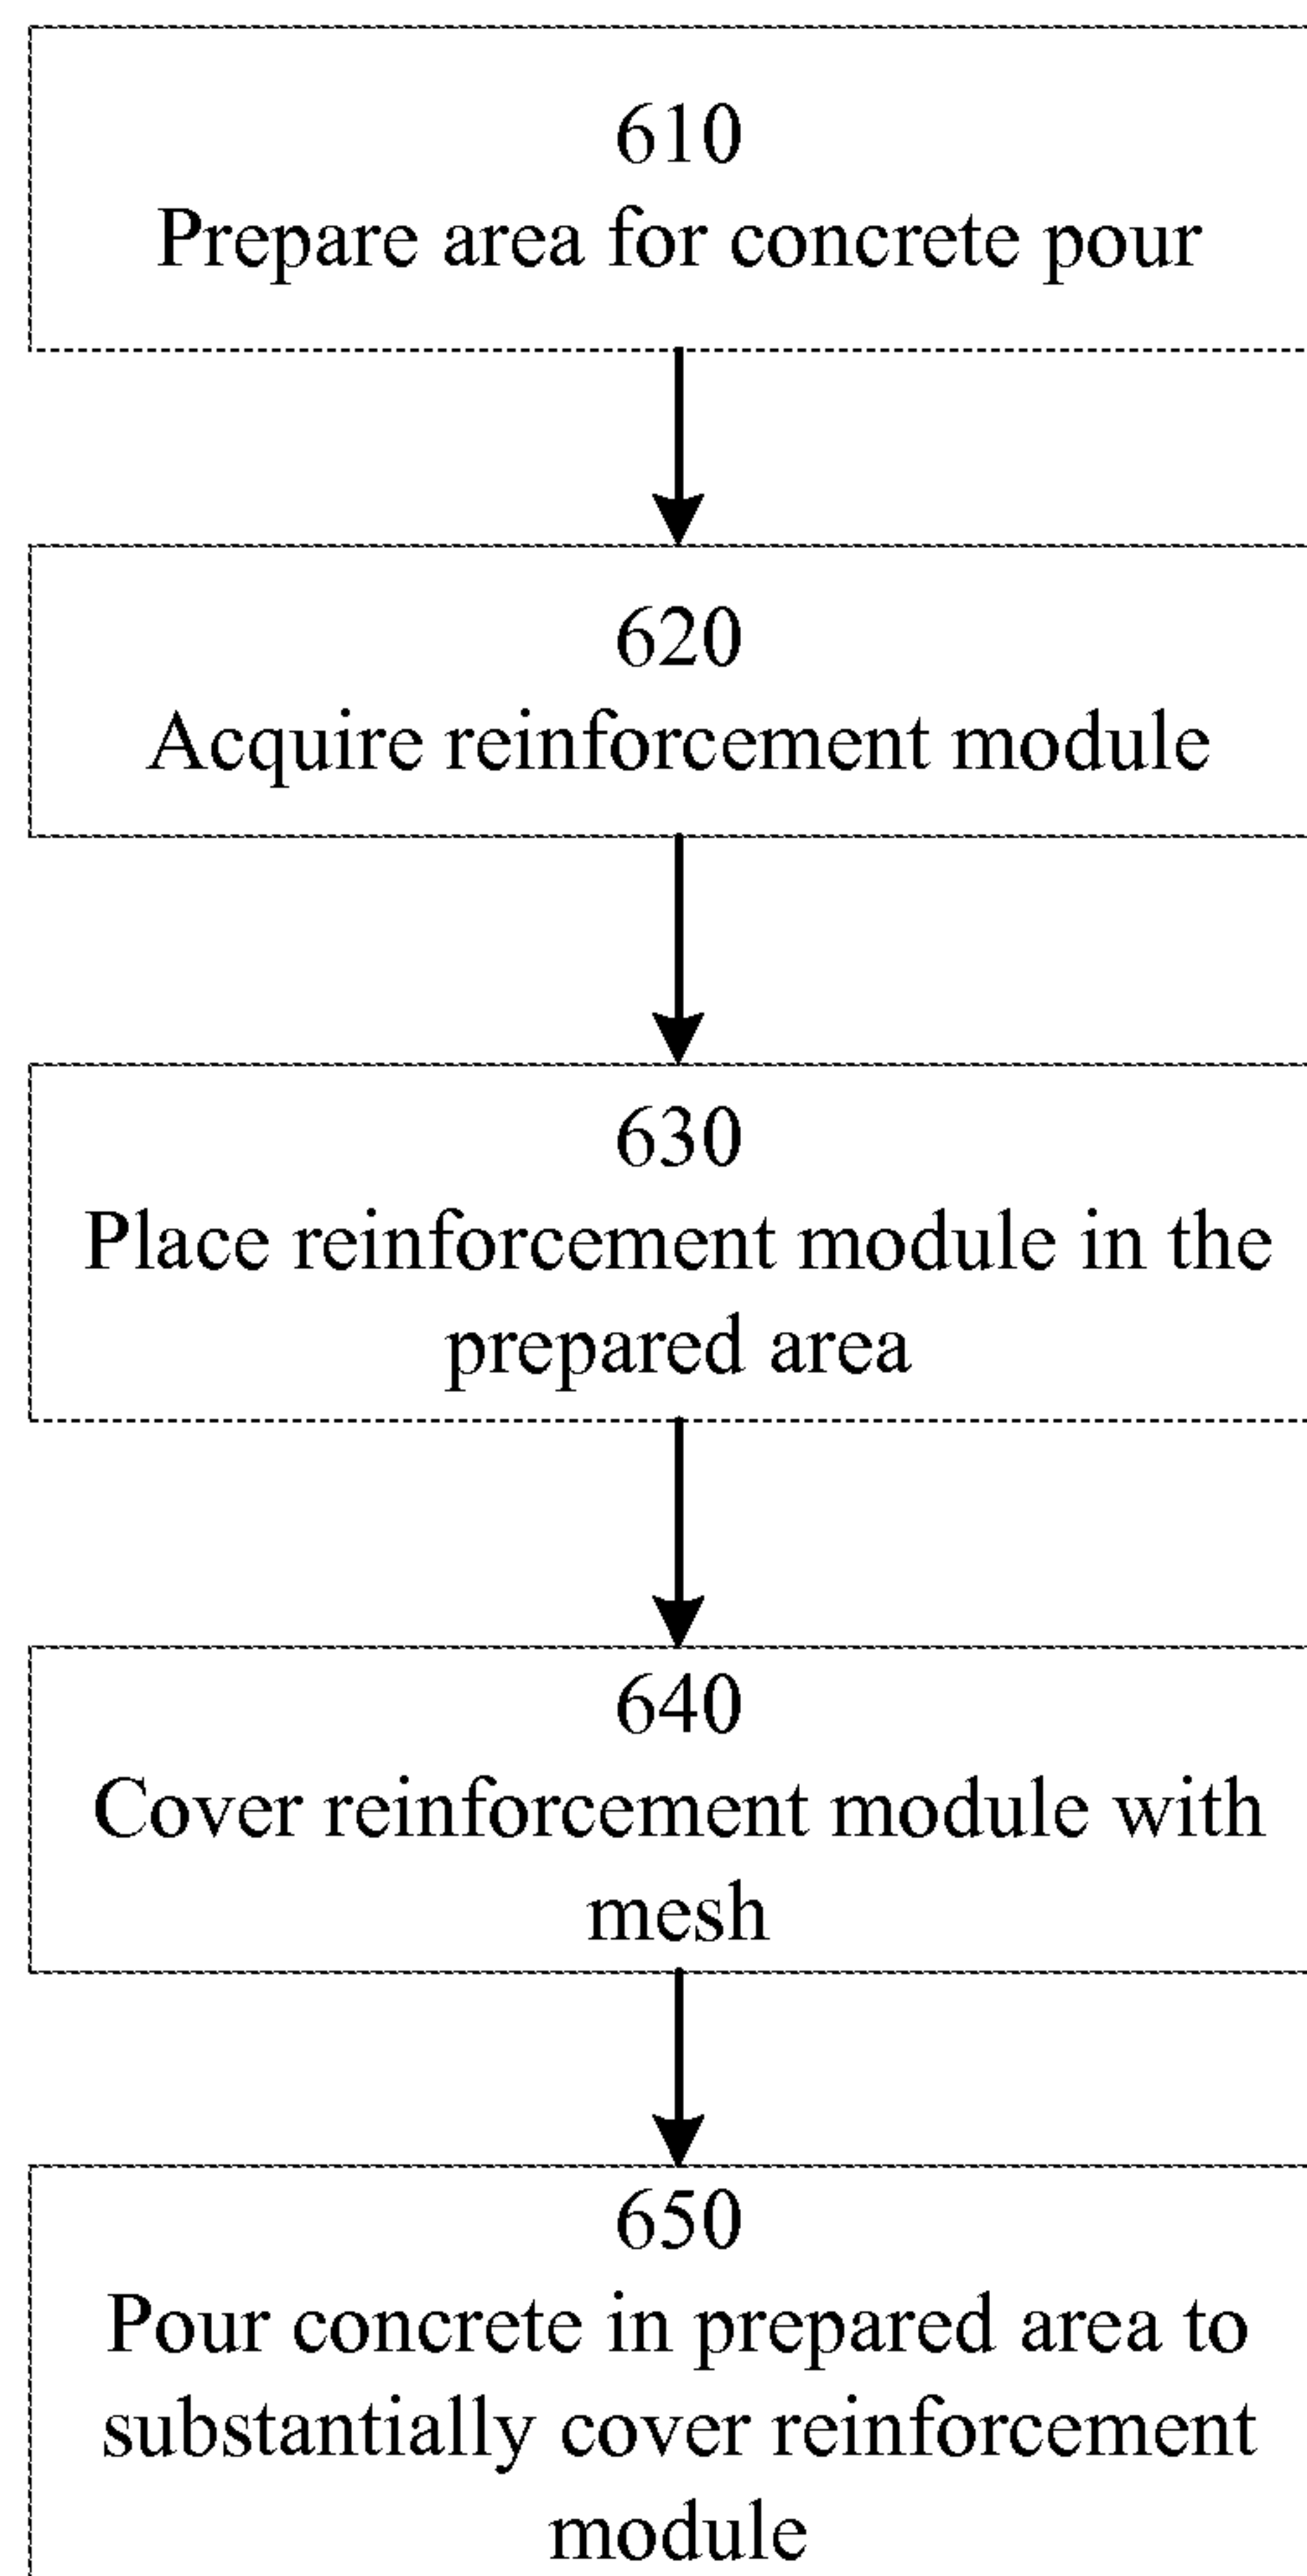 610
Prepare area for concrete pour
620
Acquire reinforcement module
630
Place reinforcement module in the
prepared area
640
Cover reinforcement module with
mesh
650
Pour concrete in prepared area to
substantially cover reinforcement
module